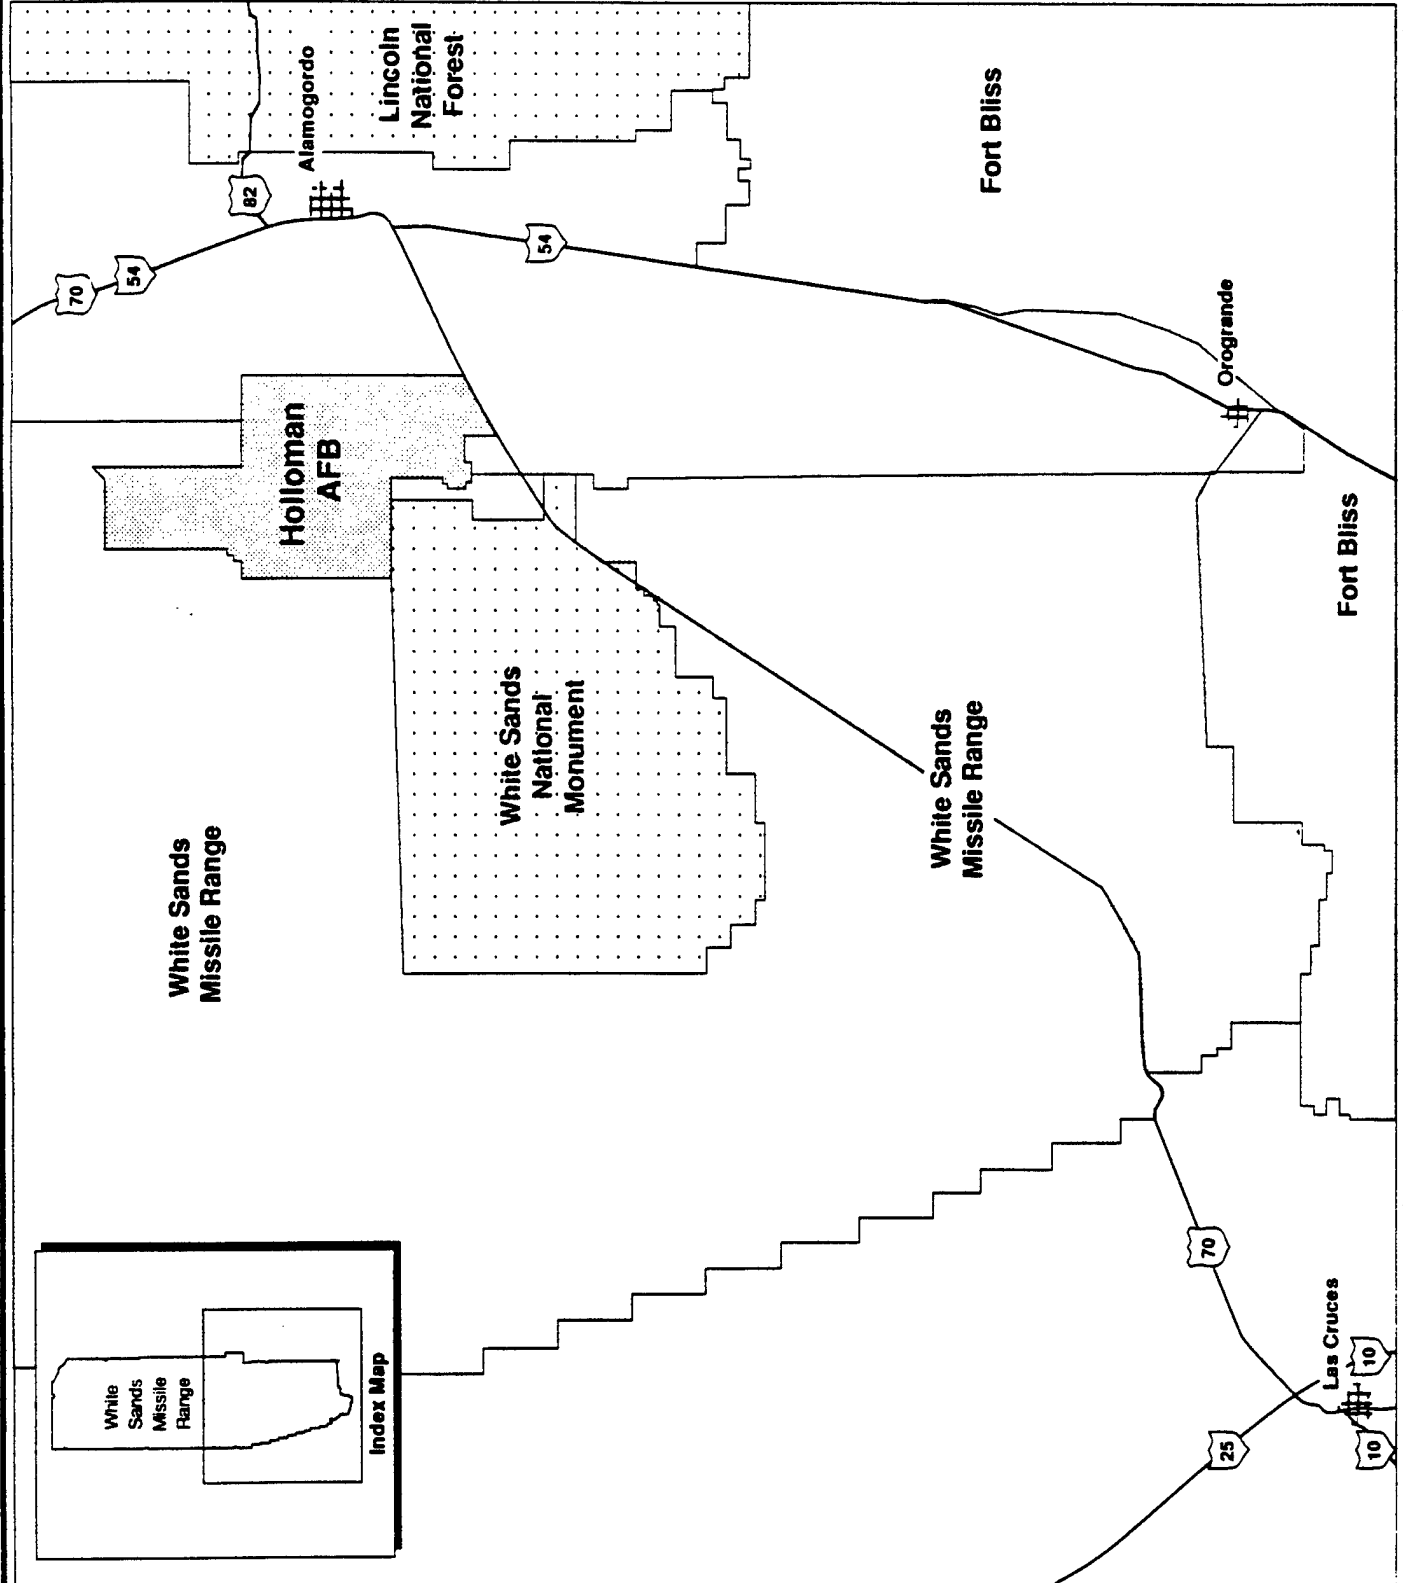 White
Sands
Missile
Range
Index Map
White Sands
Missile Range
Holloman
AFB
70
54
82
Alamogordo
Lincoln
National
Forest
54
White Sands
National
Monument
White Sands
Missile Range
Fort Bliss
Orogrande
Fort Bliss
70
25
Las Cruces
10
10